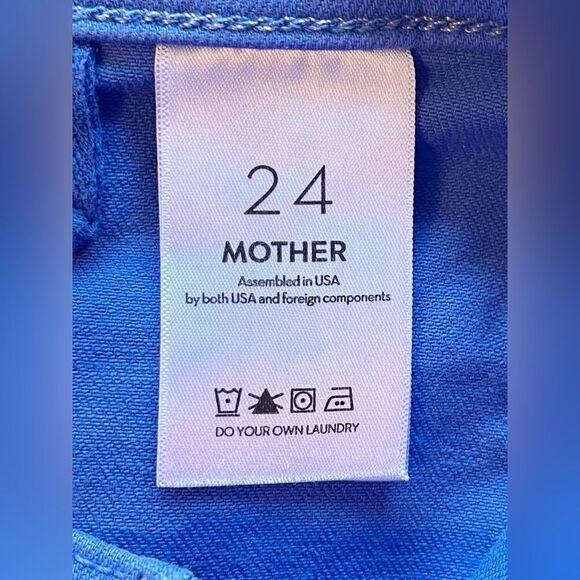 24
MOTHER
Assembled in USA
by both USA and foreign components
DO YOUR OWN LAUNDRY